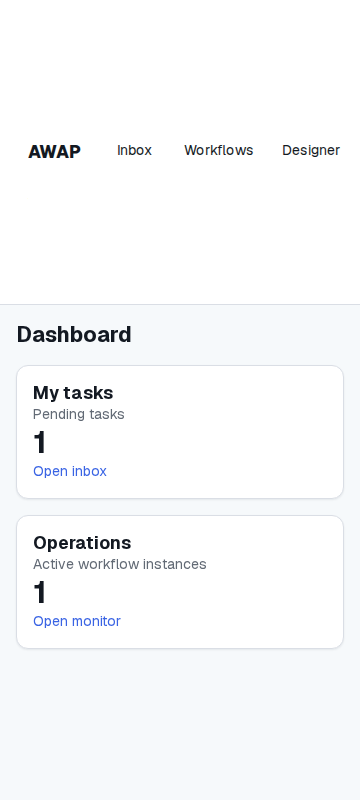 AWAP Inbox Workflows Designer
Dashboard
My tasks
Pending tasks
1
Open inbox
Operations
Active workflow instances
1
Open monitor